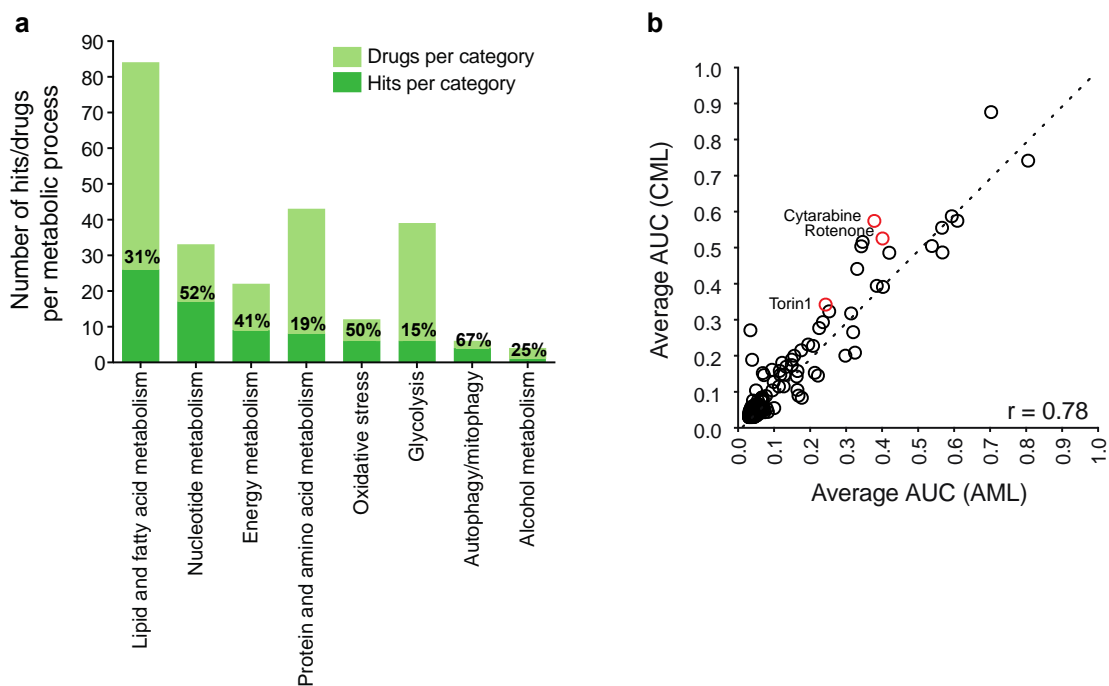 a
Number of hits/drugs
per metabolic process
90
80
70
60
50
40
30
20
10
0
Drugs per category
Hits per category
31%
52%
41%
19%
50%
15%
67%
25%
Lipid and fatty acid metabolism
Nucleotide metabolism
Energy metabolism
Protein and amino acid metabolism
Oxidative stress
Glycolysis
Autophagy/mitophagy
Alcohol metabolism
b
Average AUC (CML)
1.0
0.9
0.8
0.7
0.6
0.5
0.4
0.3
0.2
0.1
0.0
Cytarabine
Rotenone
Torin1
r = 0.78
0.0
0.1
0.2
0.3
0.4
0.5
0.6
0.7
0.8
0.9
1.0
Average AUC (AML)